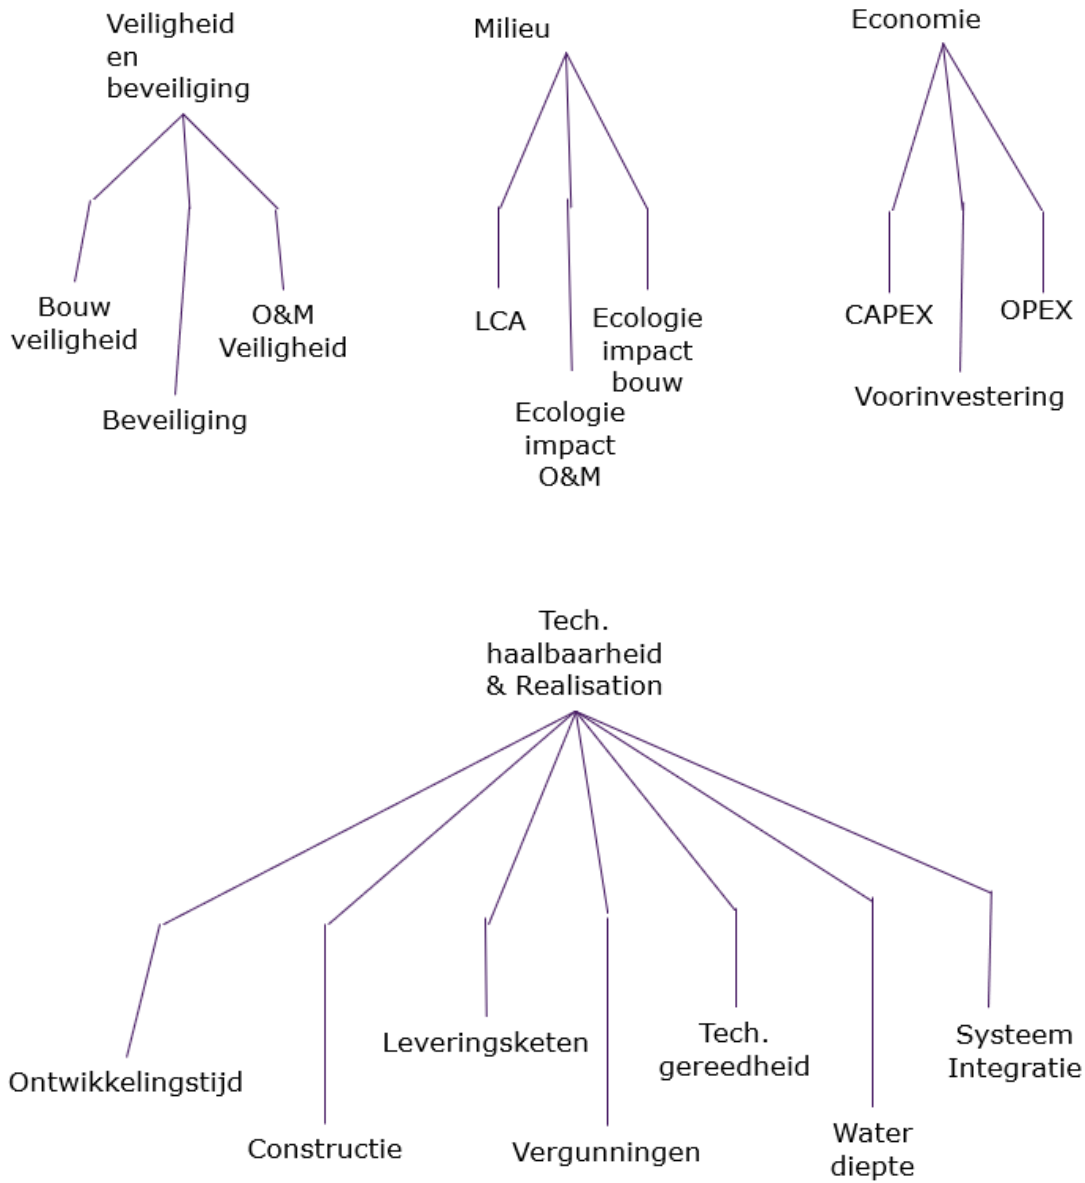 Veiligheid
en
beveiliging
Bouw
veiligheid
Beveiliging
O&M
Veiligheid
Milieu
LCA
Ecologie
impact
O&M
Ecologie
impact
bouw
Economie
CAPEX
Voorinvestering
OPEX
Tech.
haalbaarheid
& Realisation
Ontwikkelingstijd
Constructie
Leveringsketen
Vergunningen
Tech.
gereedheid
Water
diepte
Systeem
Integratie